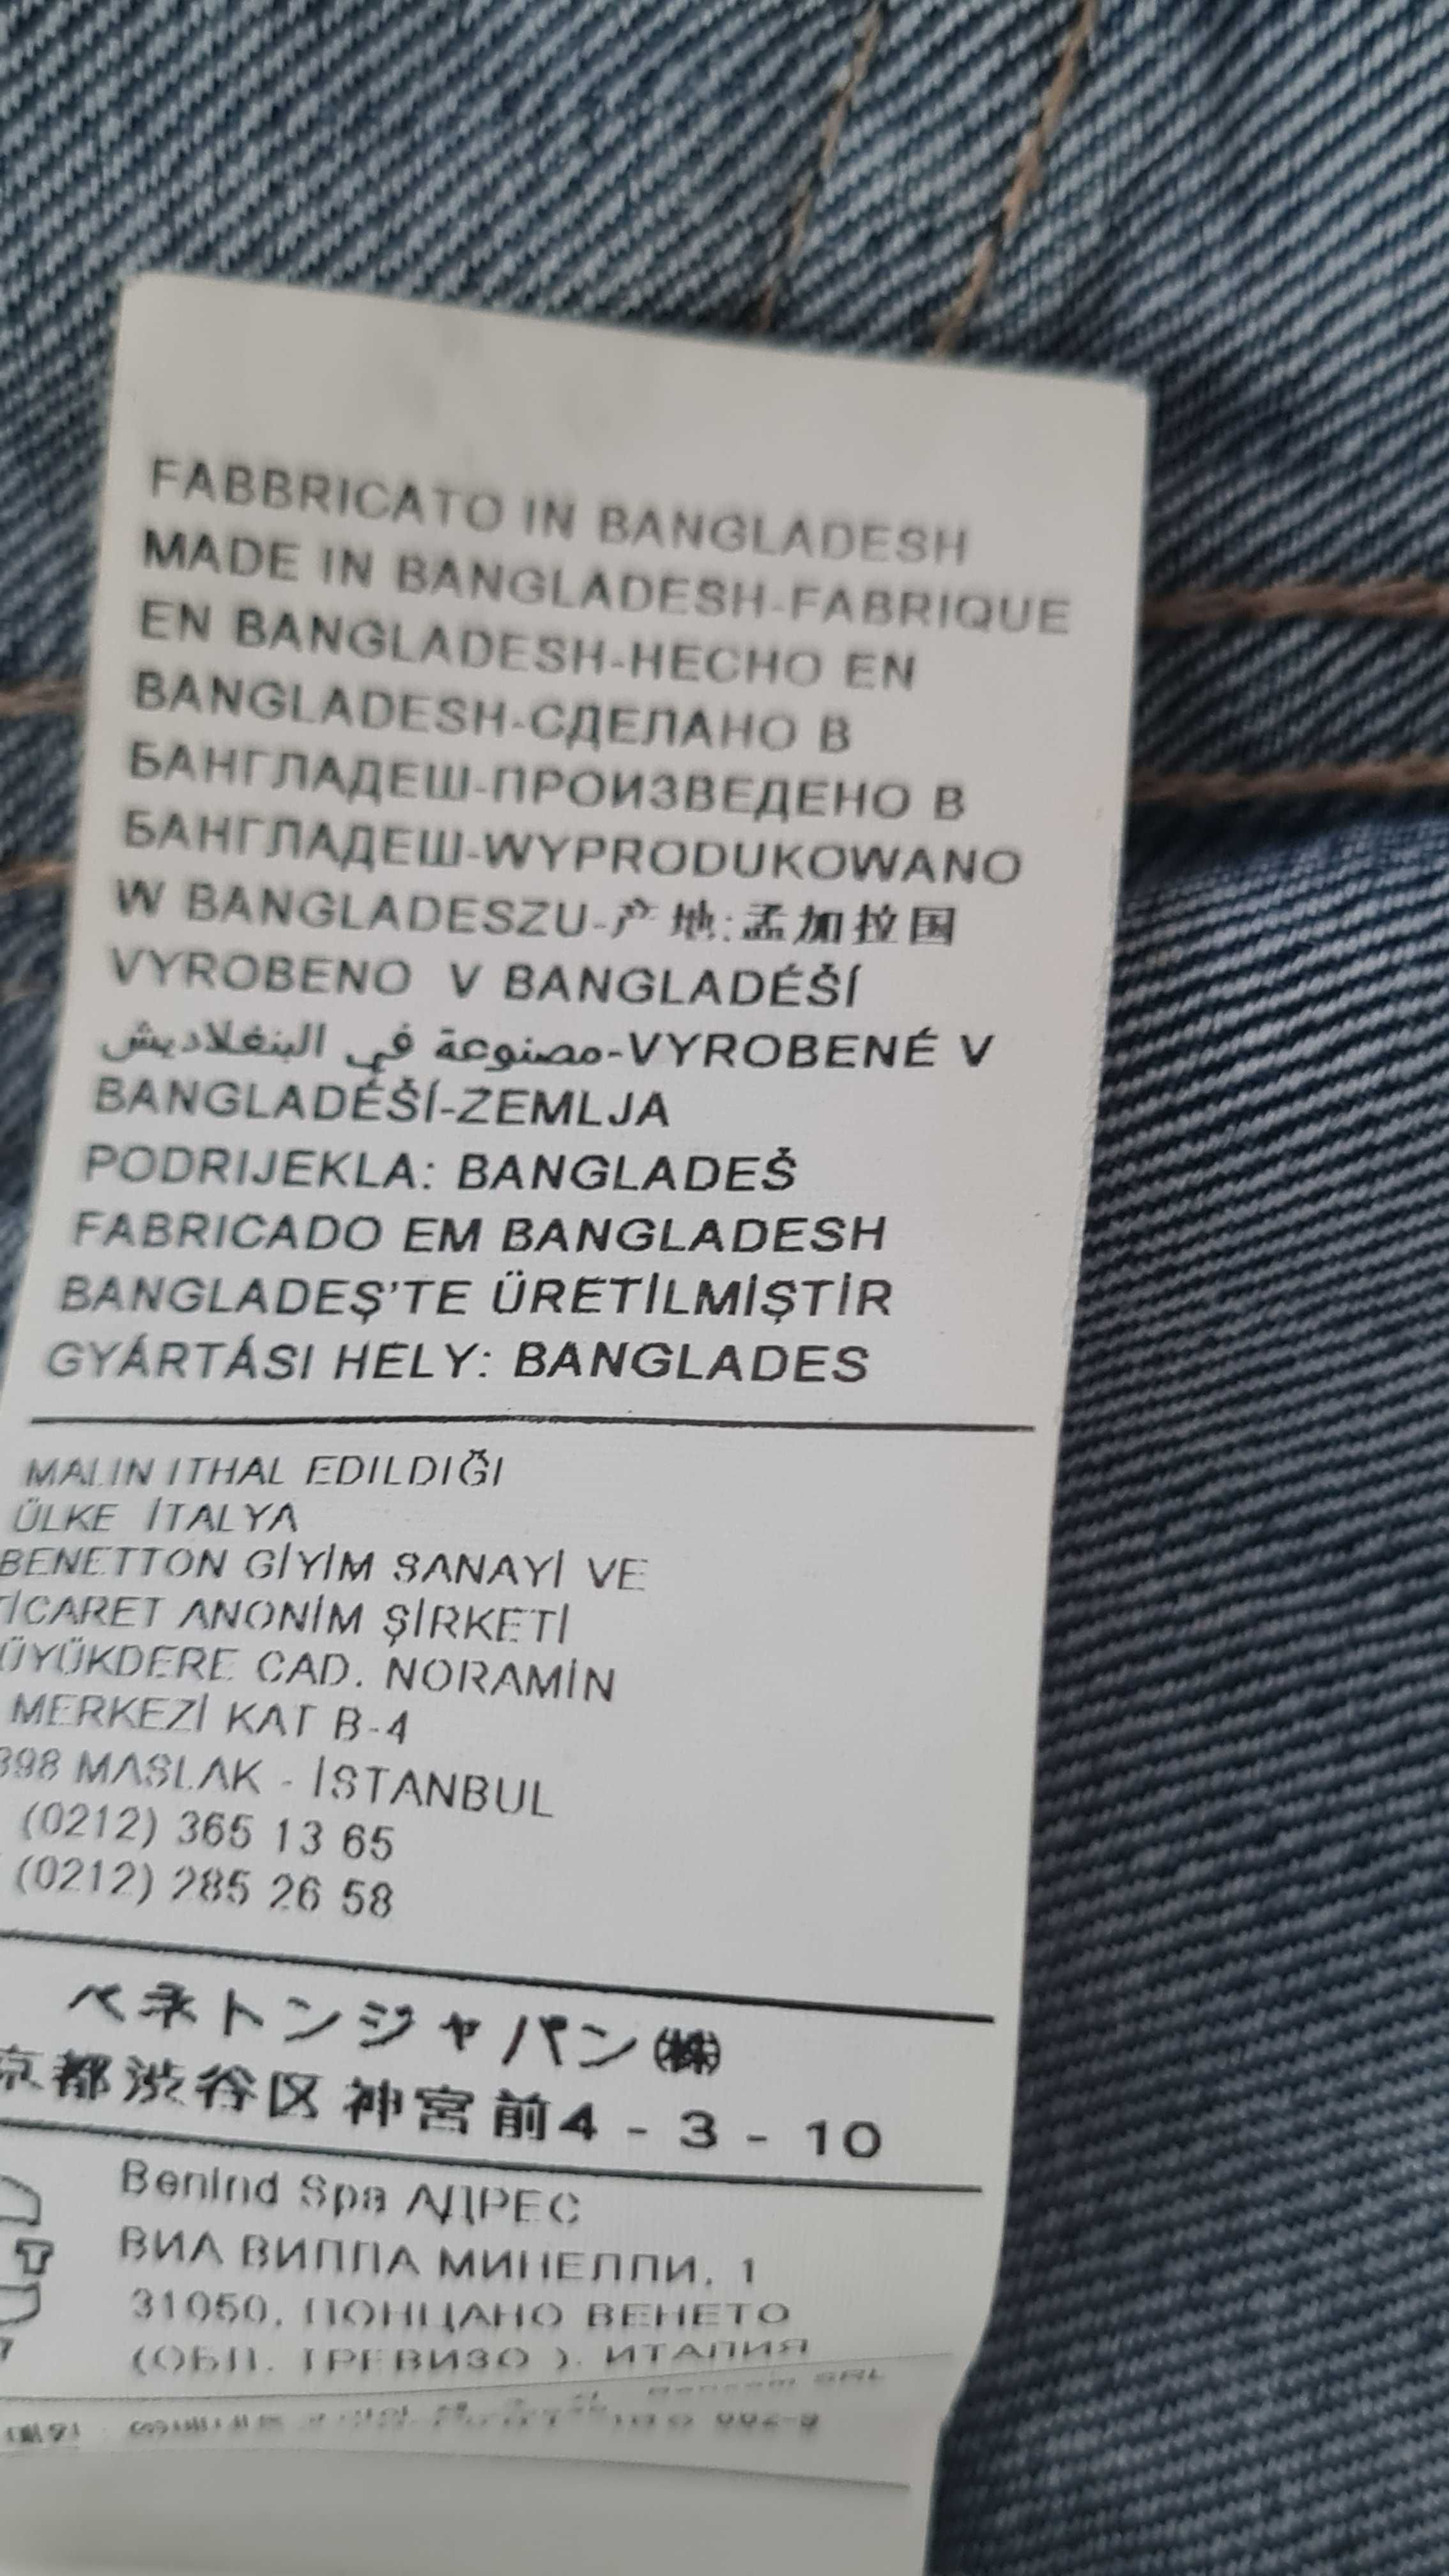 FABBRICATO IN BANGLADESH
MADE IN BANGLADESH-FABRIQUE
EN BANGLADESH-HECHO EN
BANGLADESH-СДЕЛАНО В
БАНГЛАДЕШ-ПРОИЗВЕДЕНО В
БАНГЛАДЕШ-WYPRODUKOWANO
W BANGLADESZU-产地:孟加拉国
VYROBENO V BANGLADÉŠÍ
مصنوعة في البنغلاديش-VYROBENÉ V
BANGLADÉŠÍ-ZEMLJA
PODRIJEKLA: BANGLADEŠ
FABRICADO EM BANGLADESH
BANGLADEŞ'TE ÜRETİLMİŞTİR
GYÁRTÁSI HELY: BANGLADES
MALIN ITHAL EDILDIĞI
ÜLKE İTALYA
BENETTON GİYİM SANAYİ VE
TİCARET ANONİM ŞİRKETİ
ÜYÜKDERE CAD. NORAMİN
MERKEZİ KAT B-4
398 MASLAK - İSTANBUL
(0212) 365 13 65
(0212) 285 26 58
ベネトンジャパン㈱
京都渋谷区神宮前4-3-10
Benind Spa АДРЕС
ВИА ВИЛЛА МИНЕЛЛИ, 1
31050, ПОНЦАНО ВЕНЕТО
(ОБЛ. ТРЕВИЗО ). ИТАЛИЯ